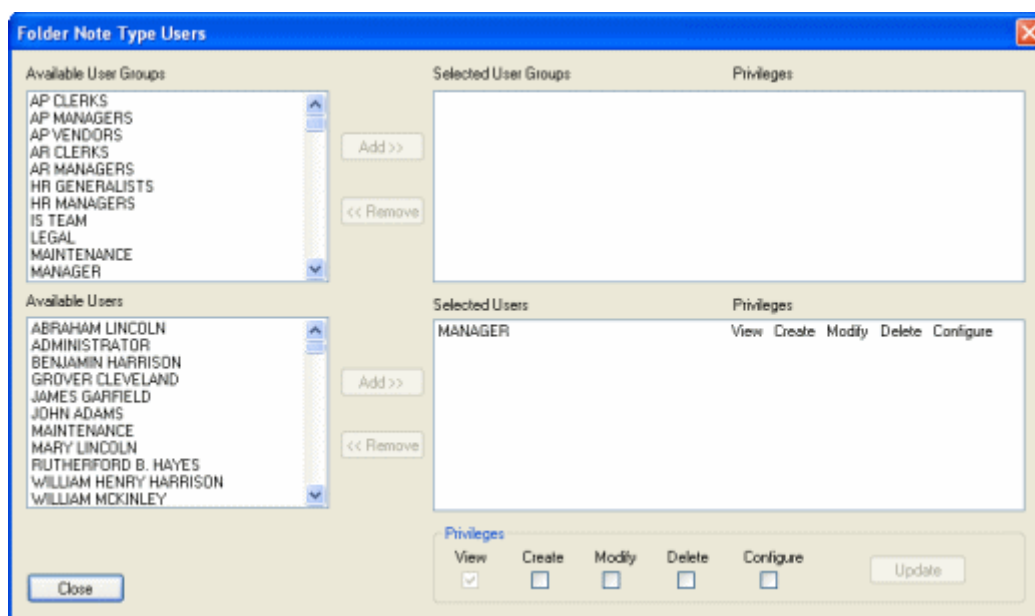 Folder Note Type Users
Available User Groups
Selected User Groups Privileges
AP CLERKS
AP MANAGERS
AP VENDORS
AR CLERKS
AR MANAGERS
HR GENERALISTS
HR MANAGERS
IS TEAM
LEGAL
MAINTENANCE
MANAGER
Add >>
<< Remove
Available Users
Selected Users Privileges
ABRAHAM LINCOLN
ADMINISTRATOR
BENJAMIN HARRISON
GROVER CLEVELAND
JAMES GARFIELD
JOHN ADAMS
MAINTENANCE
MARY LINCOLN
RUTHERFORD B. HAYES
WILLIAM HENRY HARRISON
WILLIAM MCKINLEY
Add >>
<< Remove
MANAGER View Create Modify Delete Configure
Privileges
View Create Modify Delete Configure
Update
Close